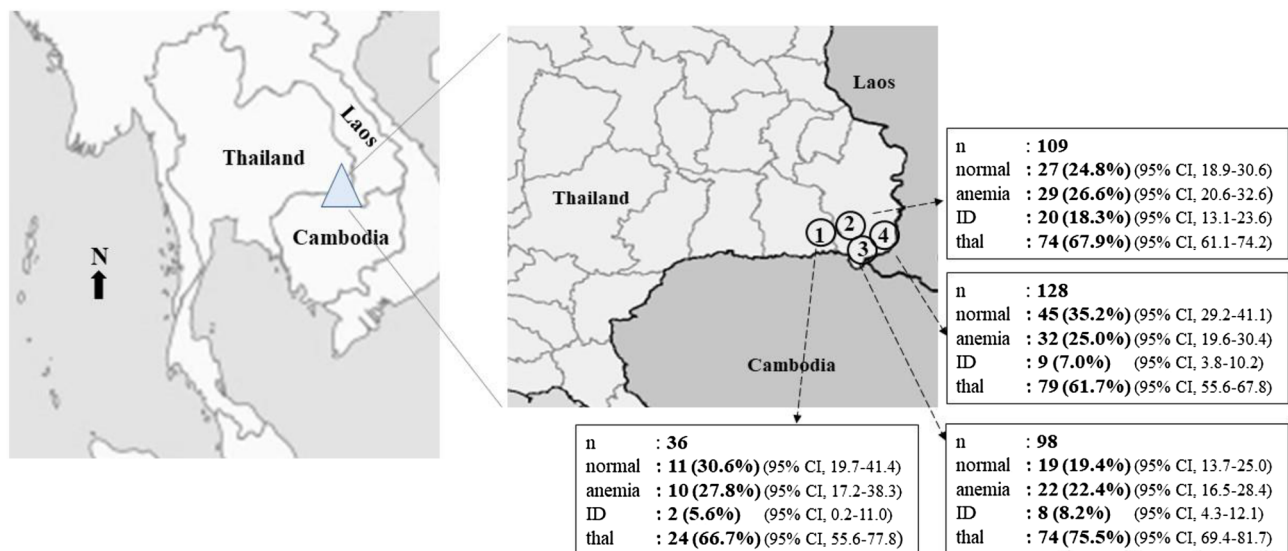 Thailand
Laos
Cambodia
N
Laos
Thailand
Cambodia
1
2
3
4
n : 109
normal : 27 (24.8%) (95% CI, 18.9-30.6)
anemia : 29 (26.6%) (95% CI, 20.6-32.6)
ID : 20 (18.3%) (95% CI, 13.1-23.6)
thal : 74 (67.9%) (95% CI, 61.1-74.2)
n : 128
normal : 45 (35.2%) (95% CI, 29.2-41.1)
anemia : 32 (25.0%) (95% CI, 19.6-30.4)
ID : 9 (7.0%) (95% CI, 3.8-10.2)
thal : 79 (61.7%) (95% CI, 55.6-67.8)
n : 36
normal : 11 (30.6%) (95% CI, 19.7-41.4)
anemia : 10 (27.8%) (95% CI, 17.2-38.3)
ID : 2 (5.6%) (95% CI, 0.2-11.0)
thal : 24 (66.7%) (95% CI, 55.6-77.8)
n : 98
normal : 19 (19.4%) (95% CI, 13.7-25.0)
anemia : 22 (22.4%) (95% CI, 16.5-28.4)
ID : 8 (8.2%) (95% CI, 4.3-12.1)
thal : 74 (75.5%) (95% CI, 69.4-81.7)